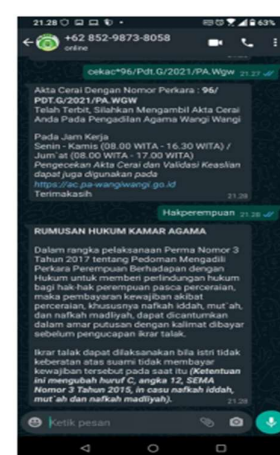 21.28
63%
+62 852-9873-8058
online
cekac*96/Pdt.G/2021/PA.Wgw 21.27
Akta Cerai Dengan Nomor Perkara : 96/
PDT.G/2021/PA.WGW
Telah Terbit, Silahkan Mengambil Akta Cerai
Anda Pada Pengadilan Agama Wangi Wangi
Pada Jam Kerja
Senin - Kamis (08.00 WITA - 16.30 WITA) /
Jum'at (08.00 WITA - 17.00 WITA)
Pengecekan Akta Cerai dan Validasi Keaslian
dapat juga digunakan pada
https://ac.pa-wangiwangi.go.id
Terimakasih 21.28
Hakperempuan 21.28
RUMUSAN HUKUM KAMAR AGAMA
Dalam rangka pelaksanaan Perma Nomor 3
Tahun 2017 tentang Pedoman Mengadili
Perkara Perempuan Berhadapan dengan
Hukum untuk memberi perlindungan hukum
bagi hak-hak perempuan pasca perceraian,
maka pembayaran kewajiban akibat
perceraian, khususnya nafkah iddah, mut'ah,
dan nafkah madliyah, dapat dicantumkan
dalam amar putusan dengan kalimat dibayar
sebelum pengucapan ikrar talak.
Ikrar talak dapat dilaksanakan bila istri tidak
keberatan atas suami tidak membayar
kewajiban tersebut pada saat itu (Ketentuan
ini mengubah huruf C, angka 12, SEMA
Nomor 3 Tahun 2015, in casu nafkah iddah,
mut'ah dan nafkah madliyah). 21.28
Ketik pesan